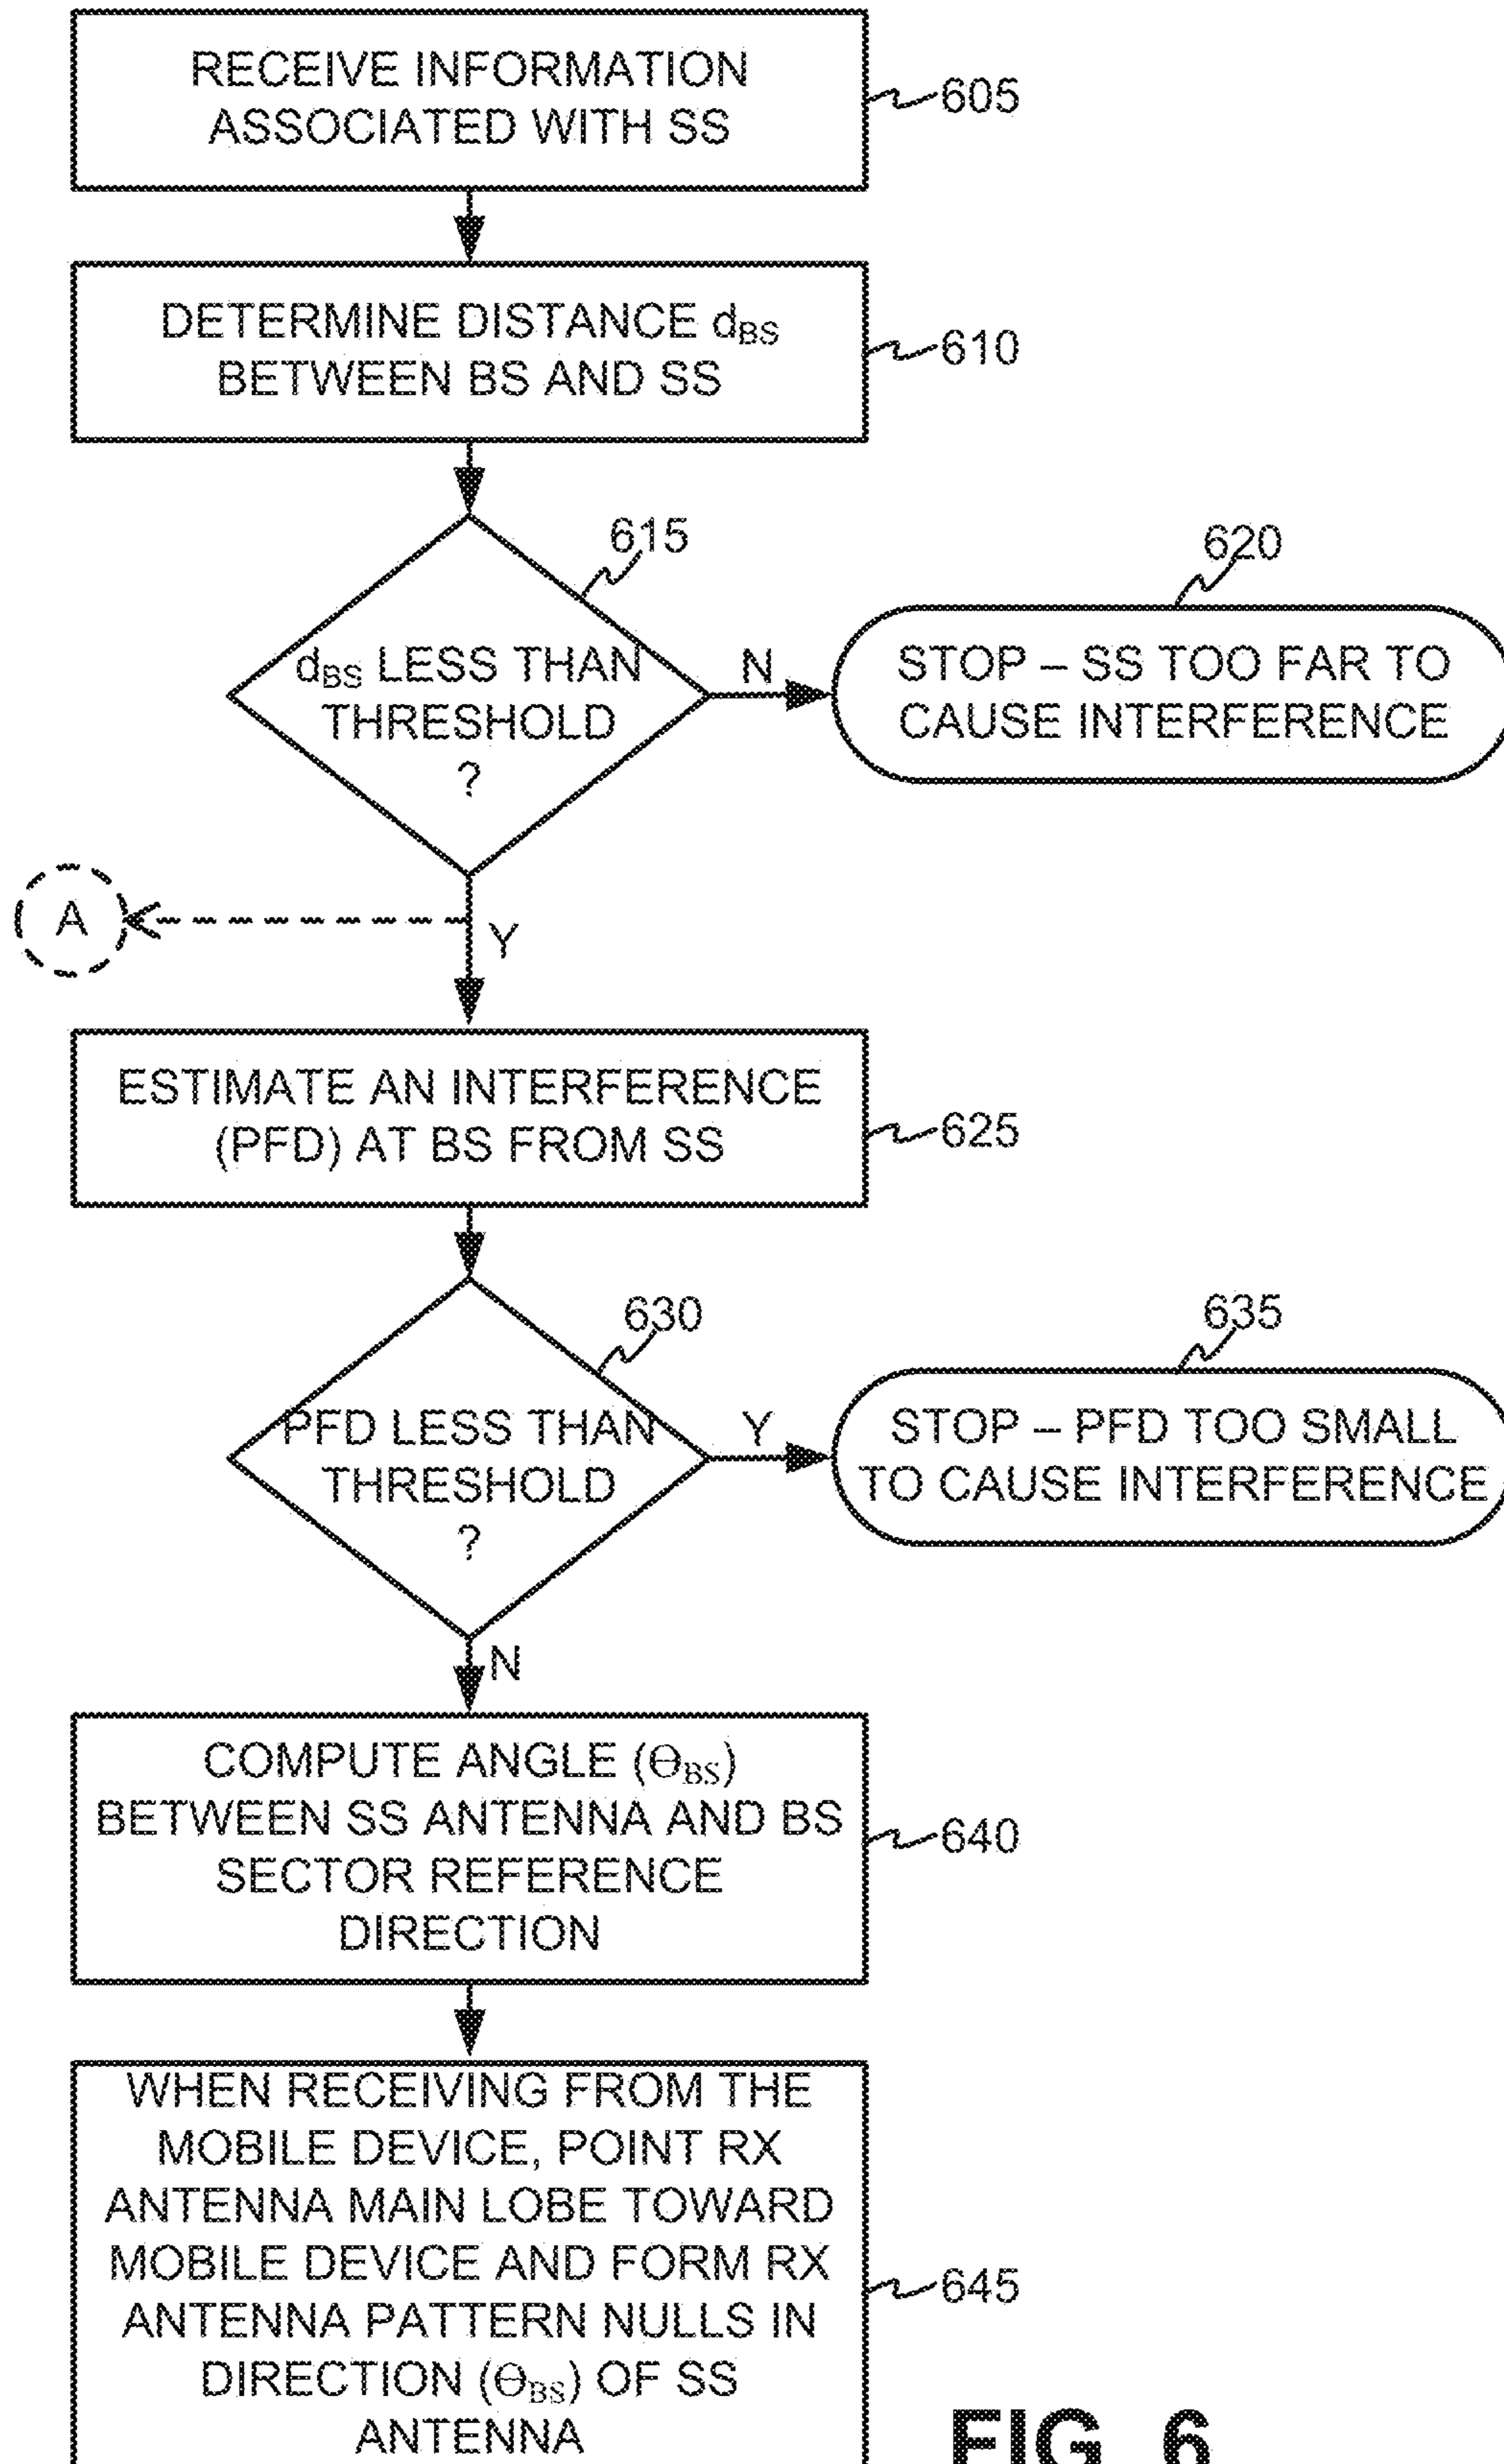 RECEIVE INFORMATION
ASSOCIATED WITH SS
605
DETERMINE DISTANCE dBS
BETWEEN BS AND SS
610
615
dBS LESS THAN
THRESHOLD
?
N
620
STOP – SS TOO FAR TO
CAUSE INTERFERENCE
A
Y
ESTIMATE AN INTERFERENCE
(PFD) AT BS FROM SS
625
630
PFD LESS THAN
THRESHOLD
?
Y
635
STOP – PFD TOO SMALL
TO CAUSE INTERFERENCE
N
COMPUTE ANGLE (ΘBS)
BETWEEN SS ANTENNA AND BS
SECTOR REFERENCE
DIRECTION
640
WHEN RECEIVING FROM THE
MOBILE DEVICE, POINT RX
ANTENNA MAIN LOBE TOWARD
MOBILE DEVICE AND FORM RX
ANTENNA PATTERN NULLS IN
DIRECTION (ΘBS) OF SS
ANTENNA
645
FIG. 6